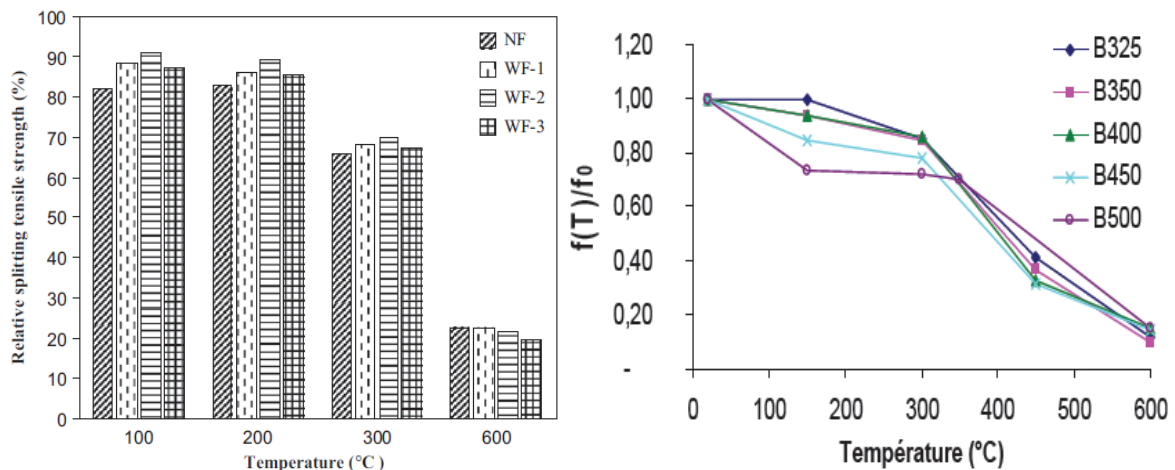 100
90
80
70
60
50
40
30
20
10
0
Relative splitting tensile strength (%)
NF
WF-1
WF-2
WF-3
100 200 300 600
Temperature (°C)
1,20
1,00
0,80
0,60
0,40
0,20
-
f(T)/f0
B325
B350
B400
B450
B500
0 100 200 300 400 500 600
Température (°C)